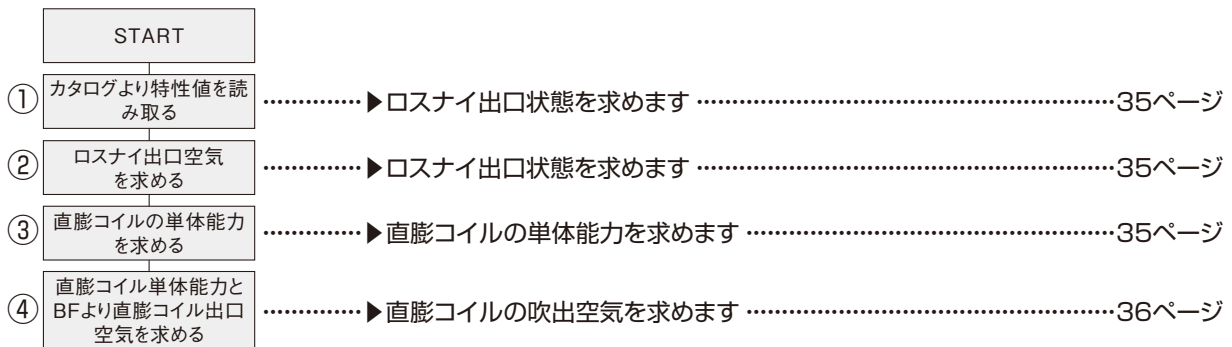 START
① カタログより特性値を読
み取る ……………▶ロスナイ出口状態を求めます ……………………………………………………35ページ
② ロスナイ出口空気
を求める ……………▶ロスナイ出口状態を求めます ……………………………………………………35ページ
③ 直膨コイルの単体能力
を求める ……………▶直膨コイルの単体能力を求めます ………………………………………………35ページ
④ 直膨コイル単体能力と
BFより直膨コイル出口
空気を求める ……………▶直膨コイルの吹出空気を求めます ………………………………………………36ページ